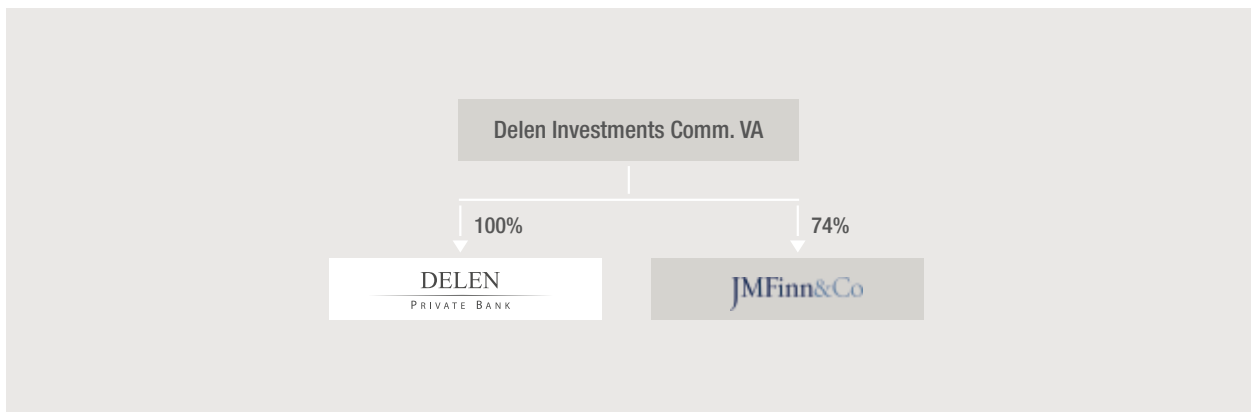 Delen Investments Comm. VA
100%
74%
DELEN
PRIVATE BANK
JMFinn&Co